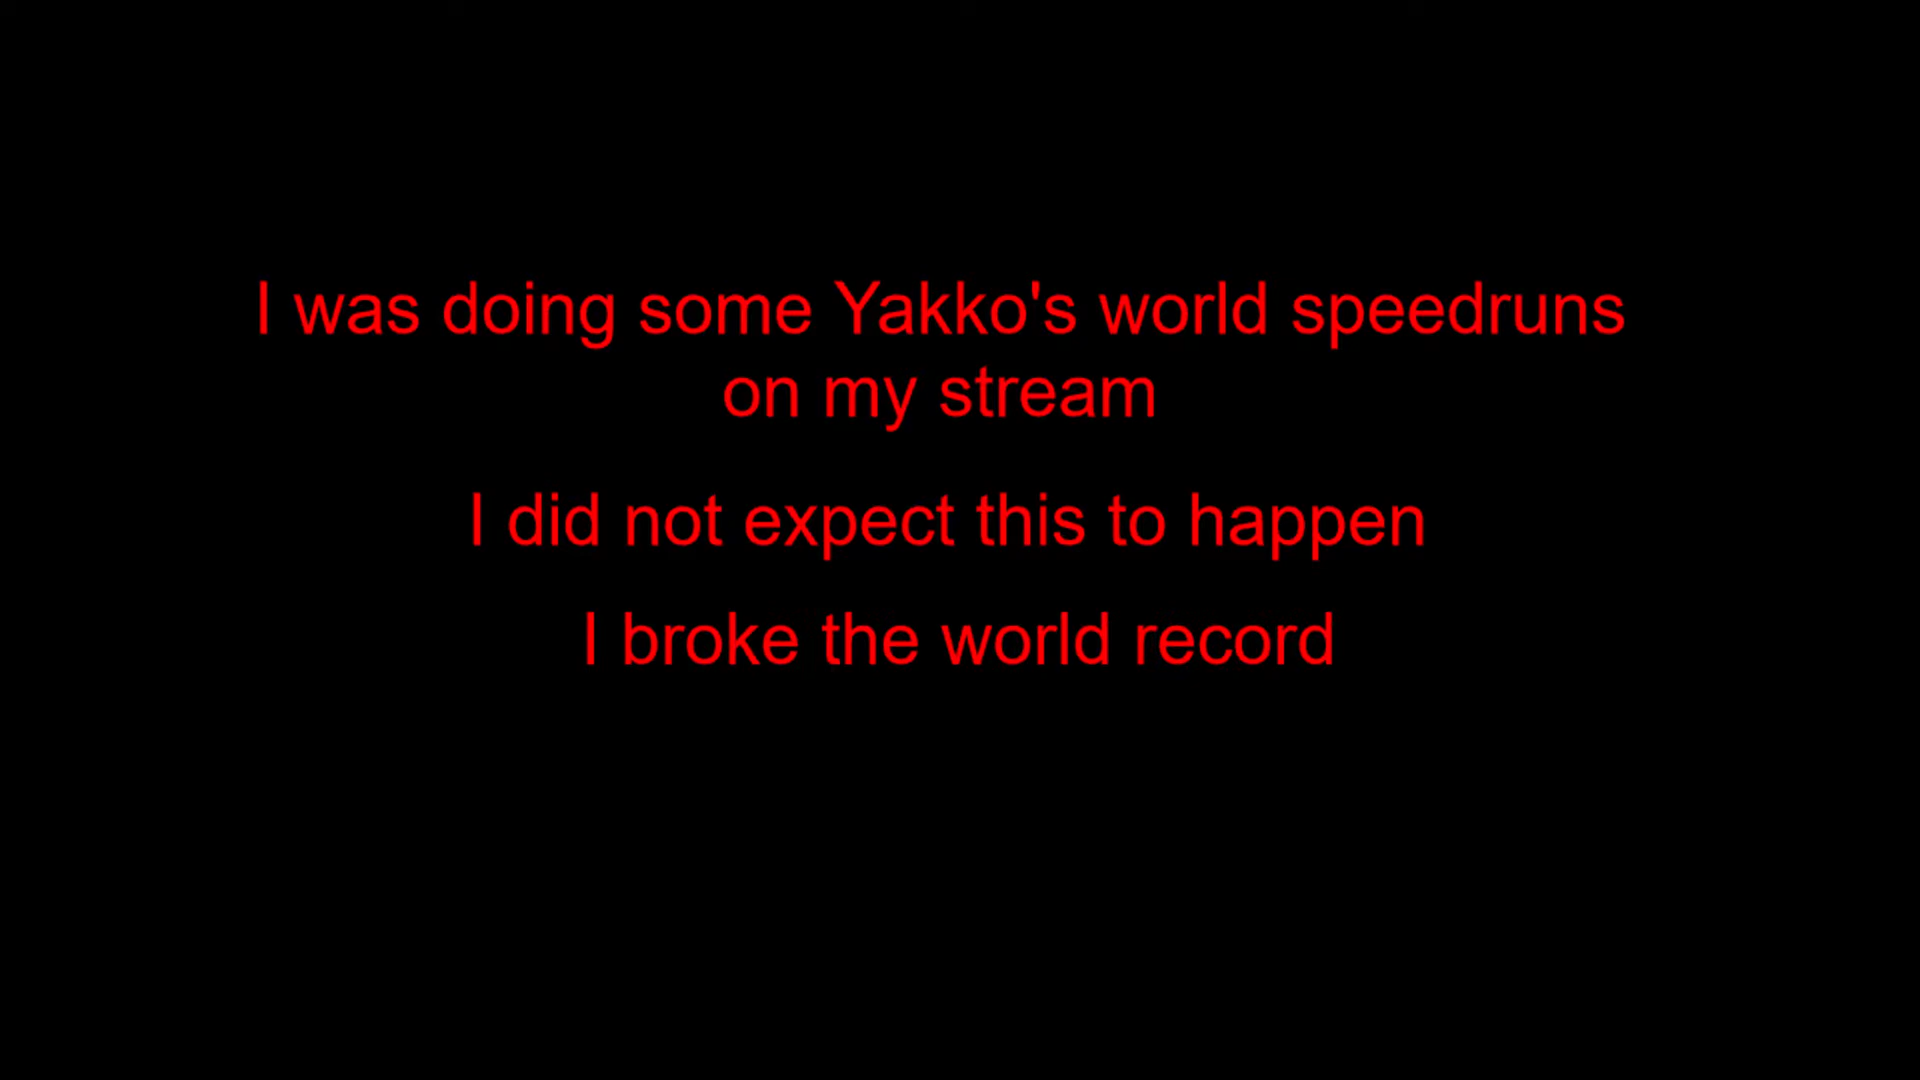 I was doing some Yakko's world speedruns
on my stream
I did not expect this to happen
I broke the world record